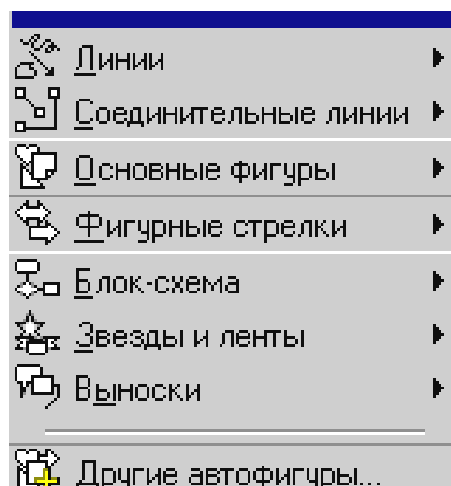 Линии
Соединительные линии
Основные фигуры
Фигурные стрелки
Блок-схема
Звезды и ленты
Выноски
Другие автофигуры...